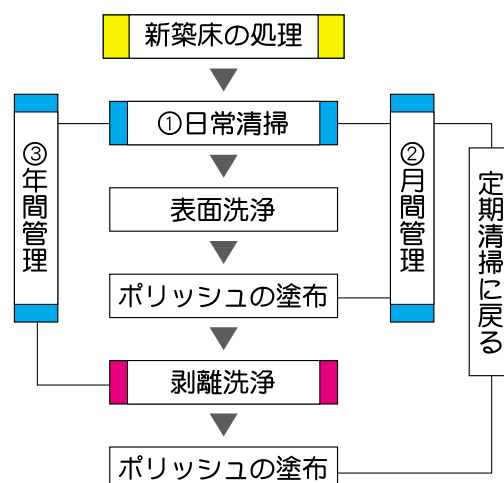 新築床の処理
①日常清掃
表面洗浄
ポリッシュの塗布
剥離洗浄
ポリッシュの塗布
③年間管理
②月間管理
定期清掃に戻る